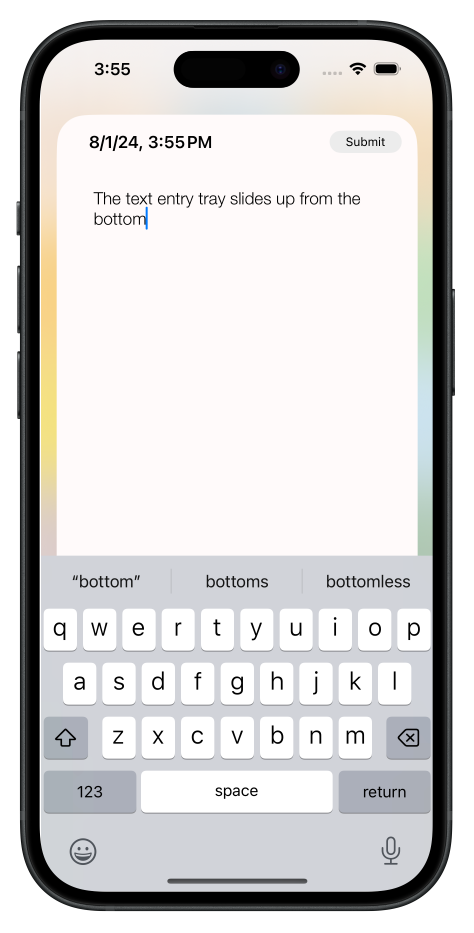 3:55
8/1/24, 3:55 PM
Submit
The text entry tray slides up from the
bottom
“bottom”
bottoms
bottomless
q w e r t y u i o p
a s d f g h j k l
z x c v b n m
123
space
return